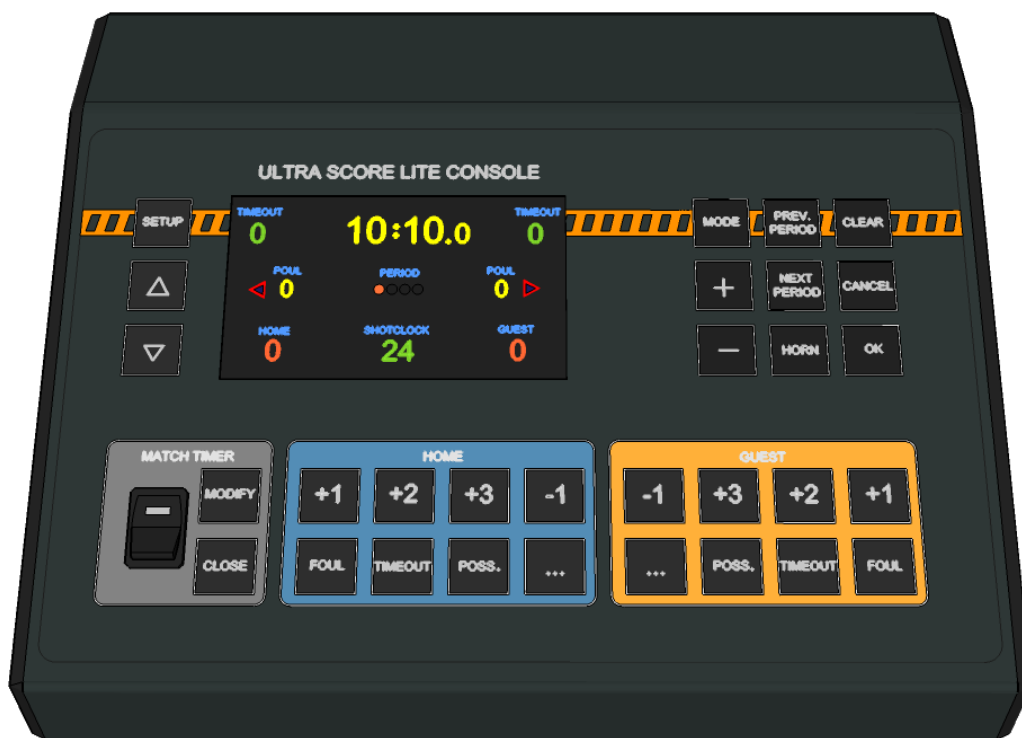 ULTRA SCORE LITE CONSOLE
SETUP
TIMEOUT
0
10:10.0
TIMEOUT
0
FOUL
0
PERIOD
FOUL
0
HOME
0
SHOTCLOCK
24
GUEST
0
MODE
PREV.
PERIOD
CLEAR
+
NEXT
PERIOD
CANCEL
—
HORN
OK
MATCH TIMER
MODIFY
CLOSE
HOME
+1
+2
+3
-1
FOUL
TIMEOUT
POSS.
...
GUEST
-1
+3
+2
+1
...
POSS.
TIMEOUT
FOUL